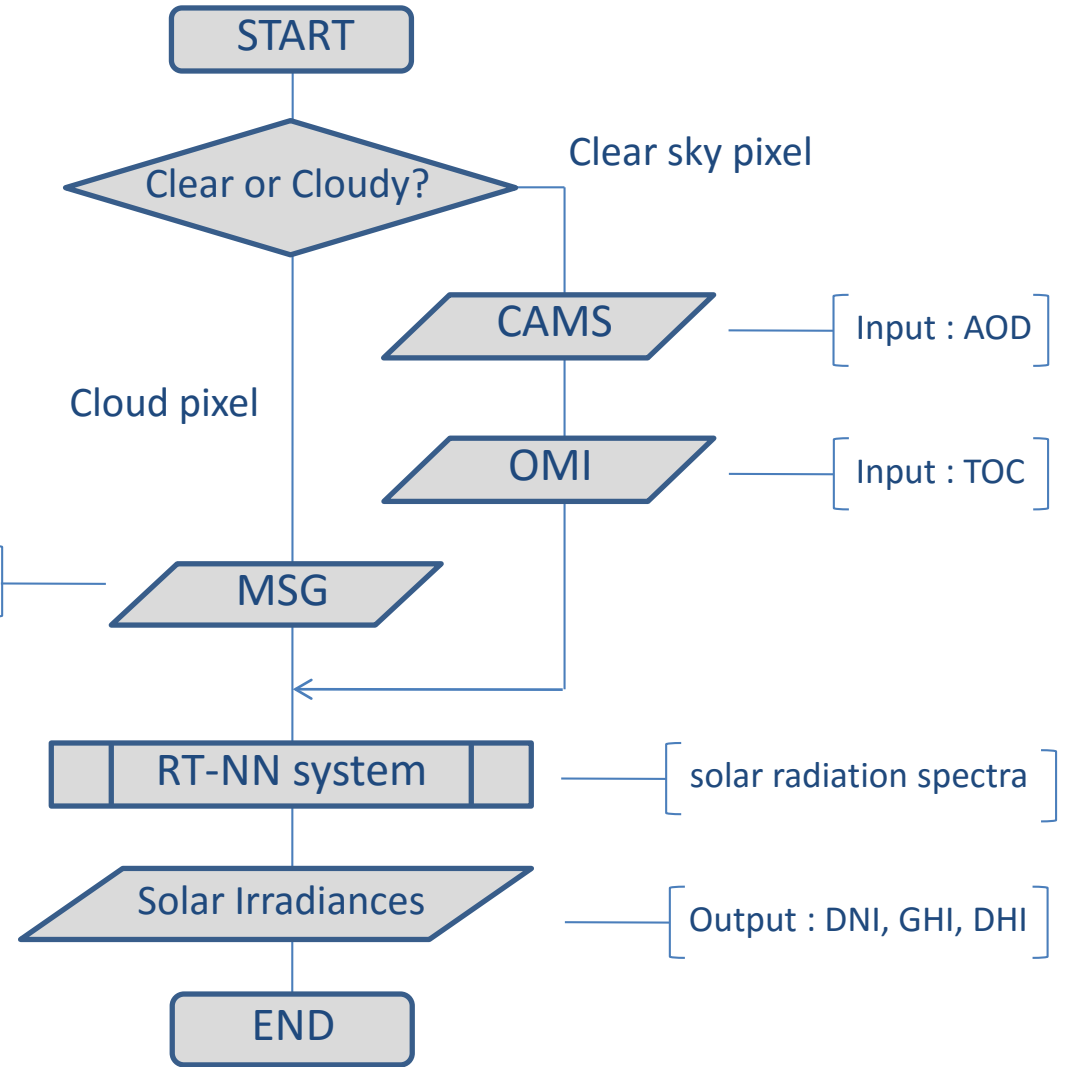 START
Clear or Cloudy?
Clear sky pixel
CAMS
Input : AOD
Cloud pixel
OMI
Input : TOC
MSG
RT-NN system
solar radiation spectra
Solar Irradiances
Output : DNI, GHI, DHI
END